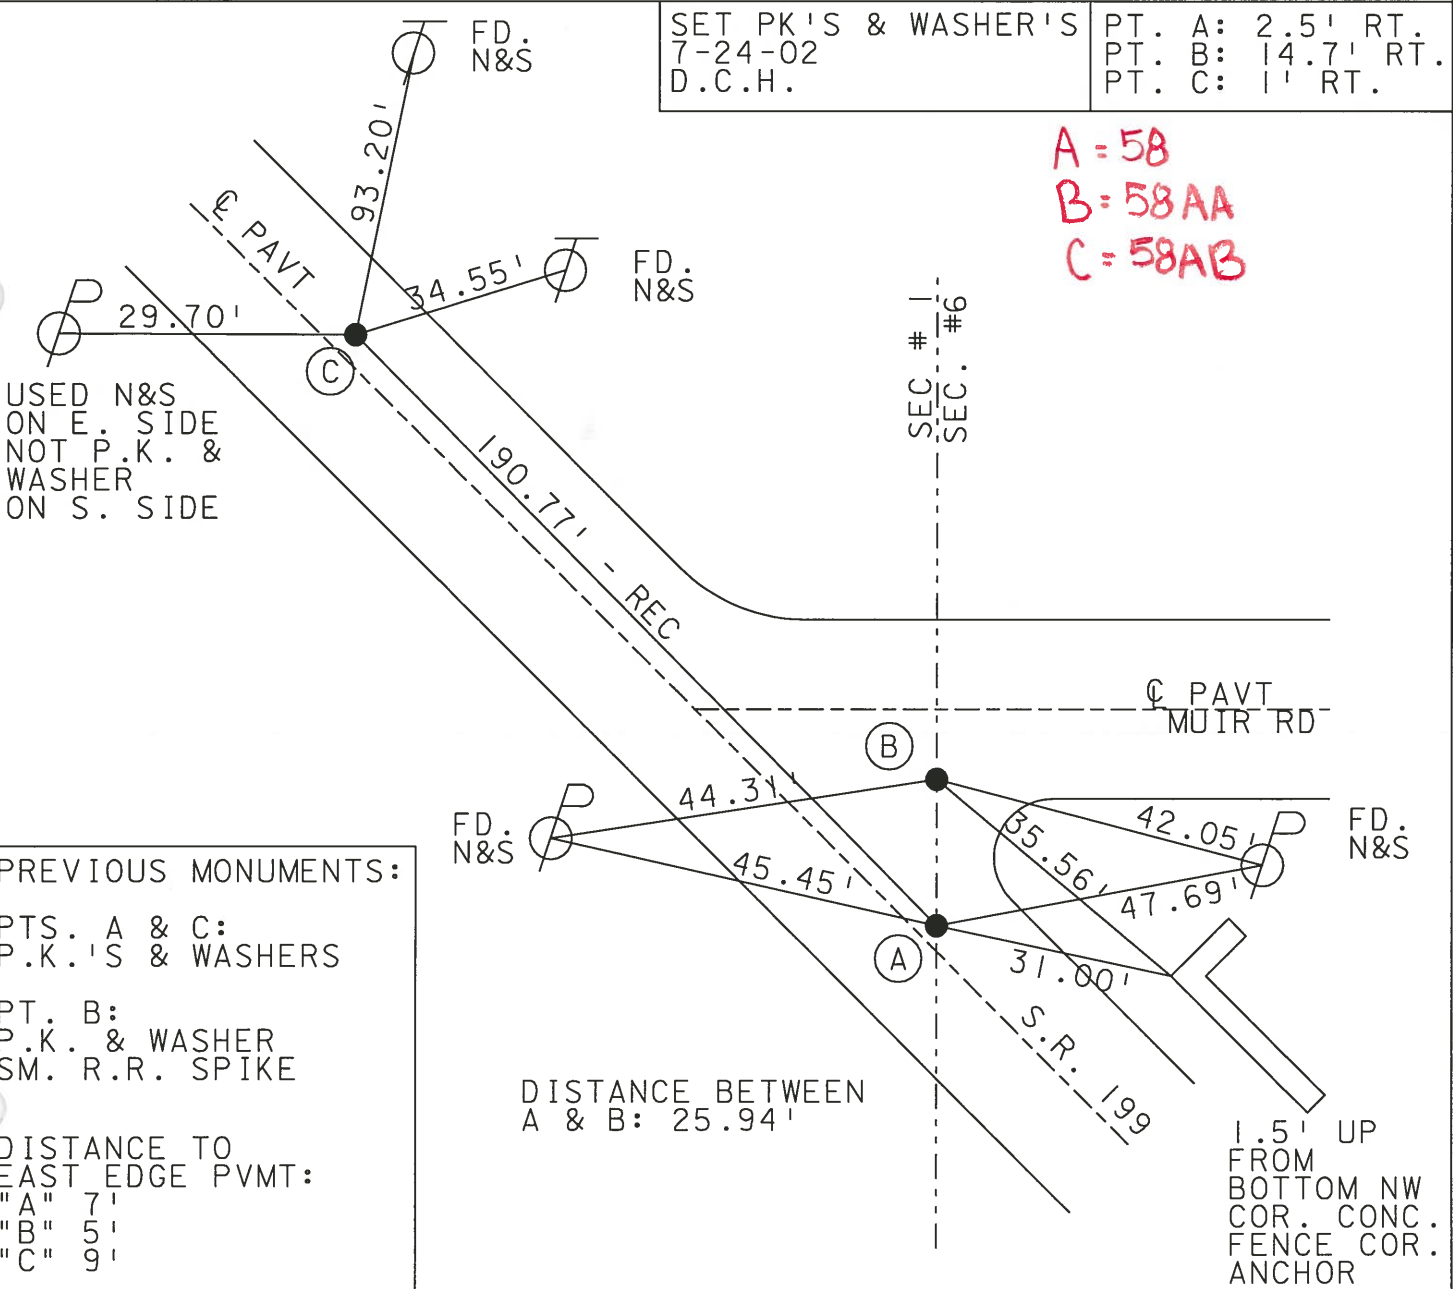 SET PK'S & WASHER'S
7-24-02
D.C.H.
PT. A: 2.5' RT.
PT. B: 14.7' RT.
PT. C: 1' RT.
A = 58
B = 58AA
C = 58AB
FD.
N&S
93.20'
℄ PAVT
34.55'
FD.
N&S
29.70'
C
USED N&S
ON E. SIDE
NOT P.K. &
WASHER
ON S. SIDE
SEC # 1
SEC. #6
190.77' - REC
℄ PAVT
MUIR RD
B
44.31'
FD.
N&S
45.45'
35.56'
42.05'
FD.
N&S
47.69'
A
31.00'
S.R. 199
PREVIOUS MONUMENTS:
PTS. A & C:
P.K.'S & WASHERS
PT. B:
P.K. & WASHER
SM. R.R. SPIKE
DISTANCE TO
EAST EDGE PVMT:
"A" 7'
"B" 5'
"C" 9'
DISTANCE BETWEEN
A & B: 25.94'
1.5' UP
FROM
BOTTOM NW
COR. CONC.
FENCE COR.
ANCHOR